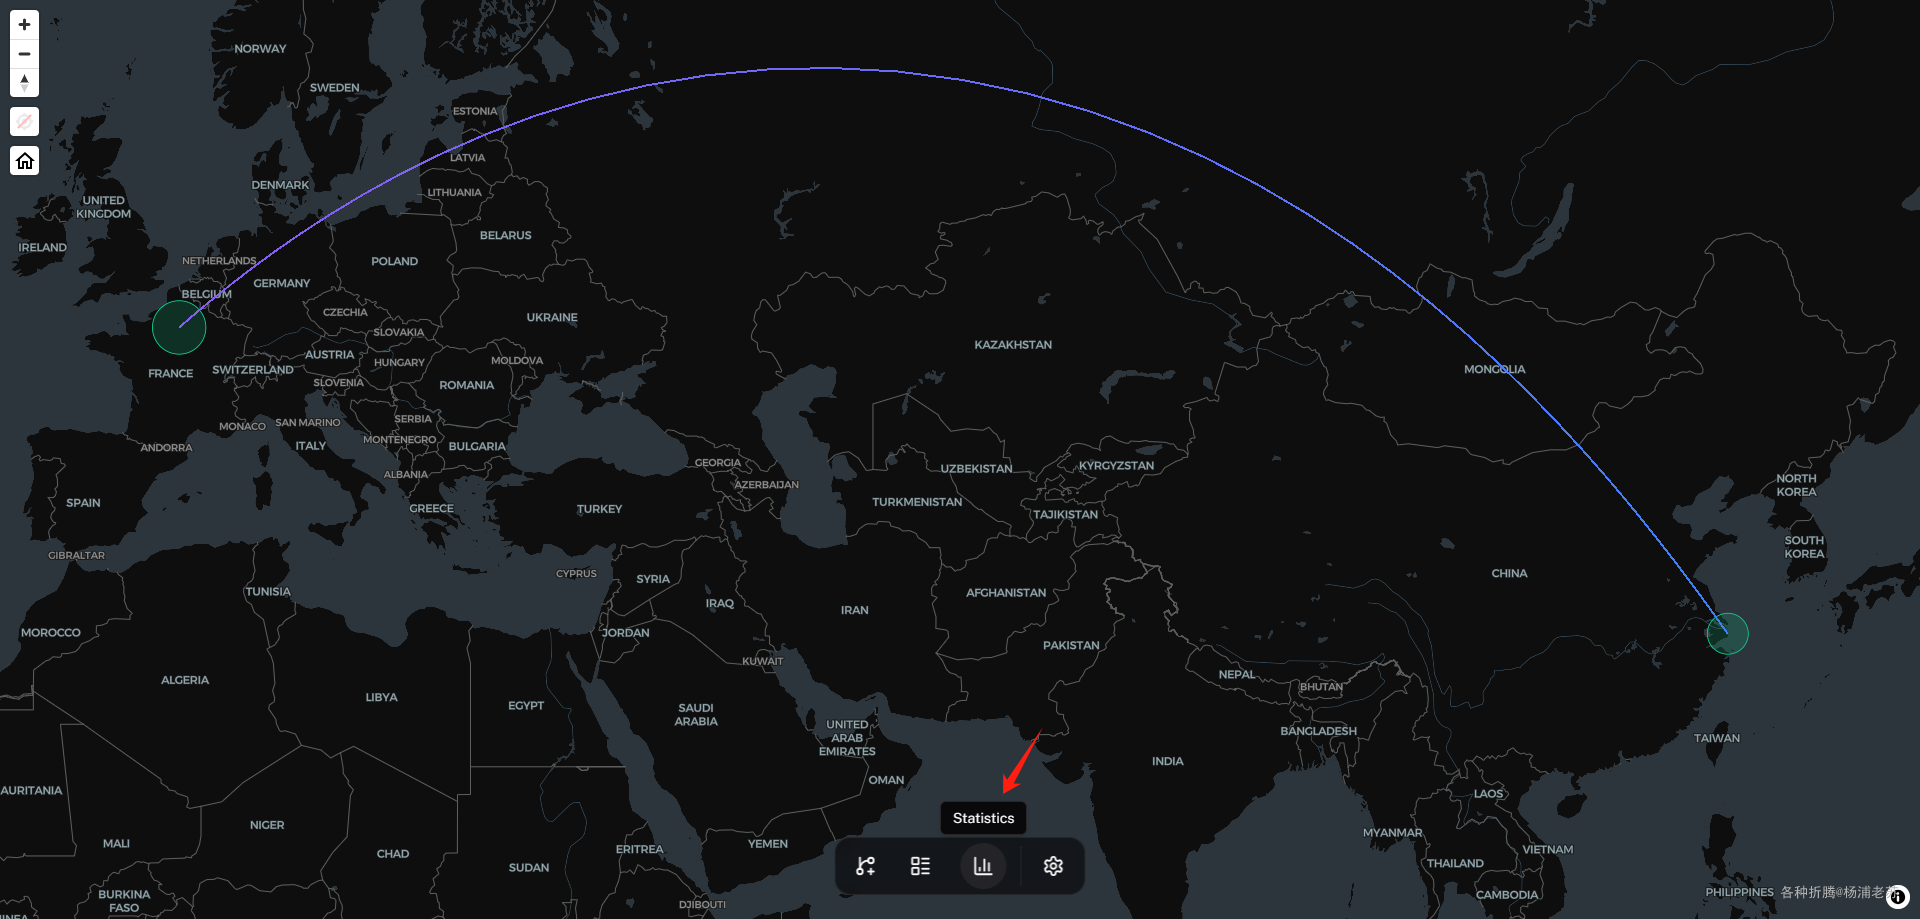 NORWAY
SWEDEN
ESTONIA
LATVIA
DENMARK
LITHUANIA
UNITED
KINGDOM
BELARUS
IRELAND
NETHERLANDS
POLAND
GERMANY
BELGIUM
CZECHIA
UKRAINE
SLOVAKIA
KAZAKHSTAN
AUSTRIA
MOLDOVA
HUNGARY
FRANCE
SWITZERLAND
MONGOLIA
SLOVENIA
ROMANIA
SERBIA
SAN MARINO
MONACO
MONTENEGRO
ITALY
BULGARIA
ANDORRA
GEORGIA
KYRGYZSTAN
UZBEKISTAN
ALBANIA
AZERBAIJAN
NORTH
KOREA
SPAIN
TURKMENISTAN
GREECE
TURKEY
TAJIKISTAN
SOUTH
KOREA
GIBRALTAR
CYPRUS
SYRIA
CHINA
TUNISIA
AFGHANISTAN
IRAQ
IRAN
MOROCCO
JORDAN
PAKISTAN
KUWAIT
NEPAL
ALGERIA
BHUTAN
LIBYA
EGYPT
SAUDI
ARABIA
UNITED
ARAB
EMIRATES
BANGLADESH
TAIWAN
INDIA
OMAN
AURITANIA
LAOS
Statistics
NIGER
MYANMAR
MALI
YEMEN
ERITREA
VIETNAM
CHAD
THAILAND
SUDAN
BURKINA
FASO
CAMBODIA
PHILIPPINES
各种折腾@杨浦老
DJIBOUTI
INEA